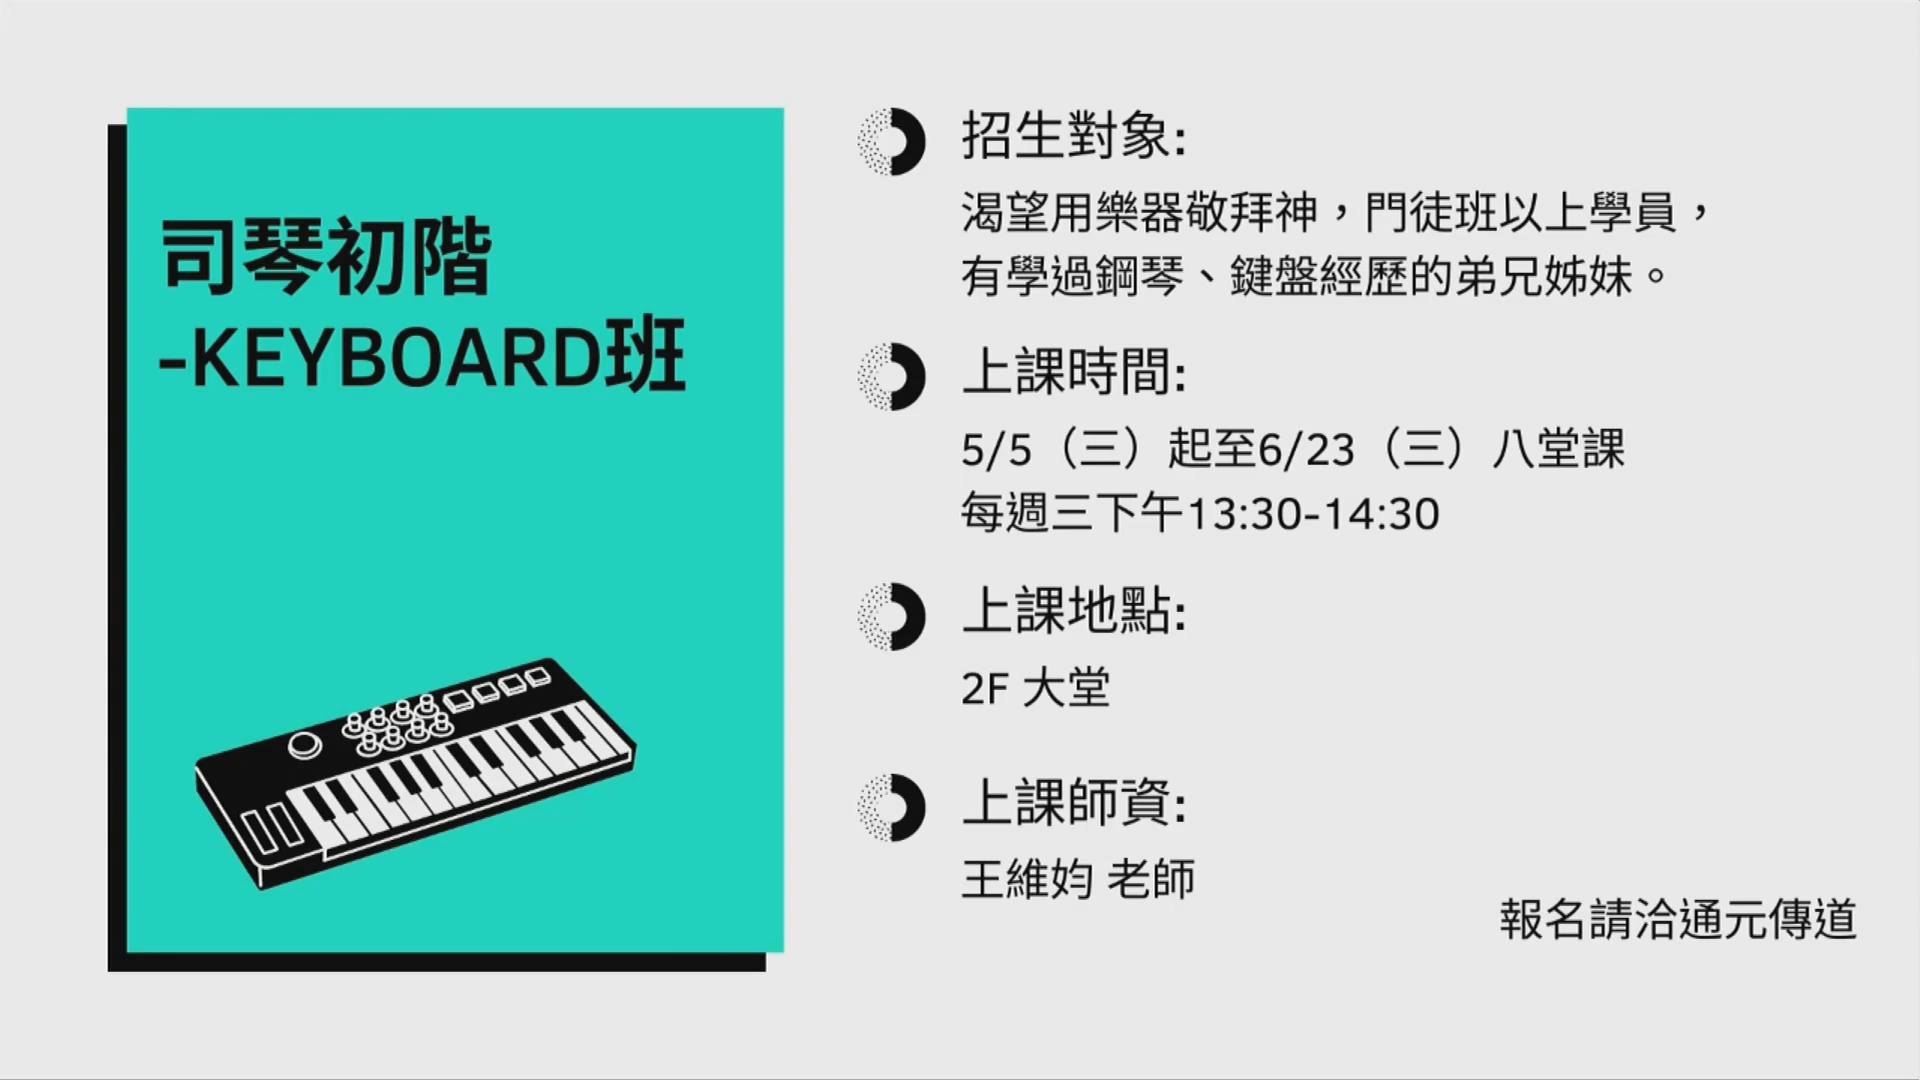 司琴初階
-KEYBOARD班
招生對象:
渴望用樂器敬拜神，門徒班以上學員，
有學過鋼琴、鍵盤經歷的弟兄姊妹。
上課時間:
5/5（三）起至6/23（三）八堂課
每週三下午13:30-14:30
上課地點:
2F 大堂
上課師資:
王維妁 老師
報名請洽通元傳道